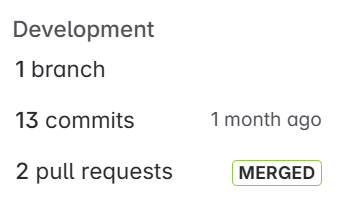 Development
1 branch
13 commits 1 month ago
2 pull requests MERGED